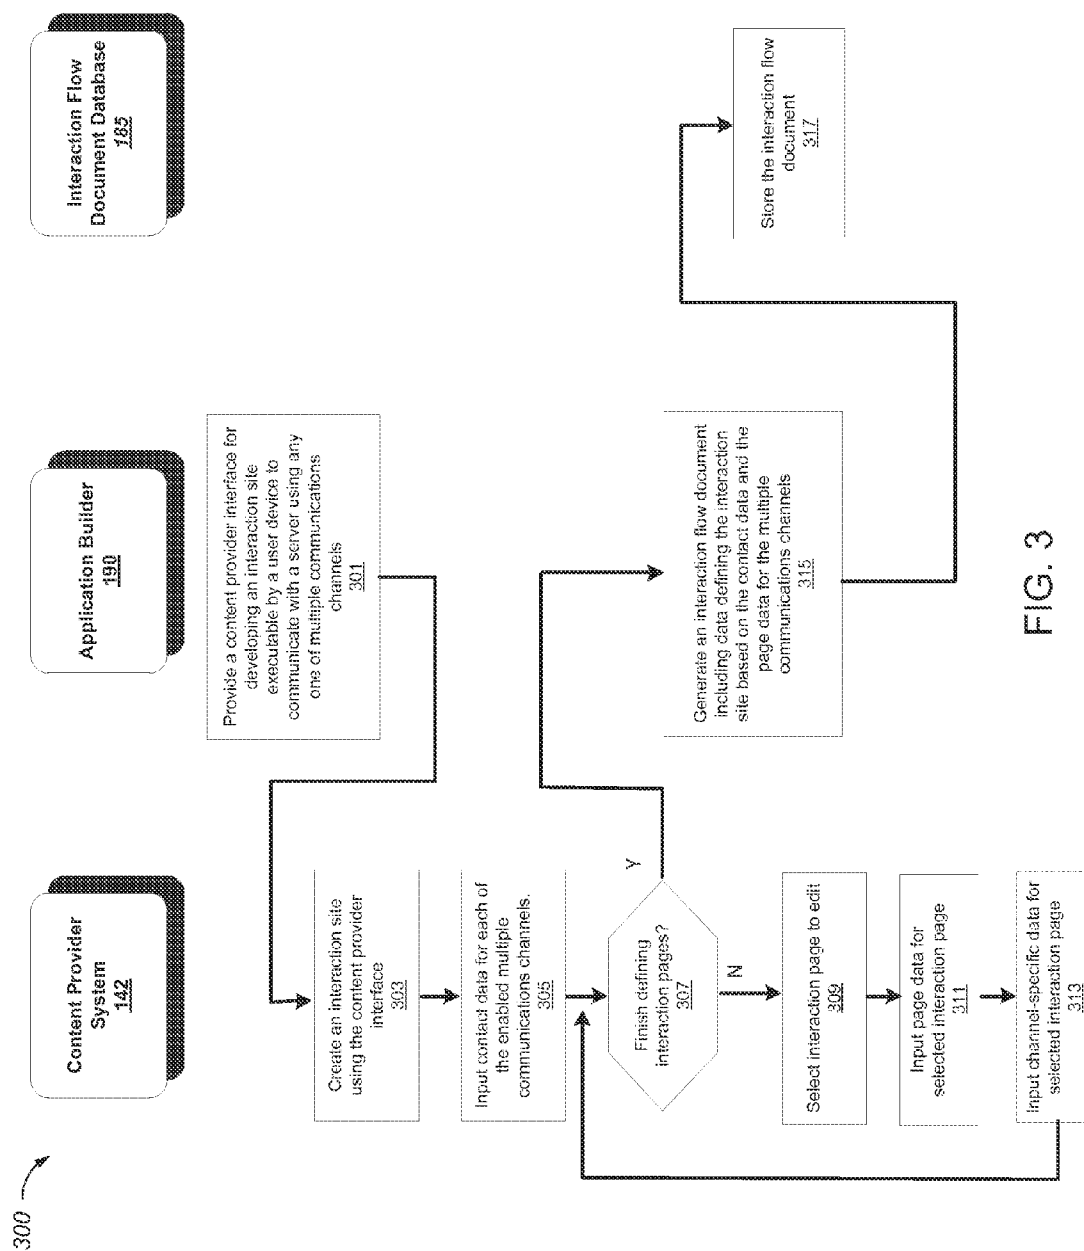 300
Content Provider
System
142
Application Builder
190
Interaction Flow
Document Database
185
Provide a content provider interface for
developing an interaction site
executable by a user device to
communicate with a server using any
one of multiple communications
channels
301
Create an interaction site
using the content provider
interface
303
Input contact data for each of
the enabled multiple
communications channels.
305
Finish defining
interaction pages?
307
Y
N
Select interaction page to edit
309
Input page data for
selected interaction page
311
Input channel-specific data for
selected interaction page
313
Generate an interaction flow document
including data defining the interaction
site based on the contact data and the
page data for the multiple
communications channels
315
Store the interaction flow
document
317
FIG. 3